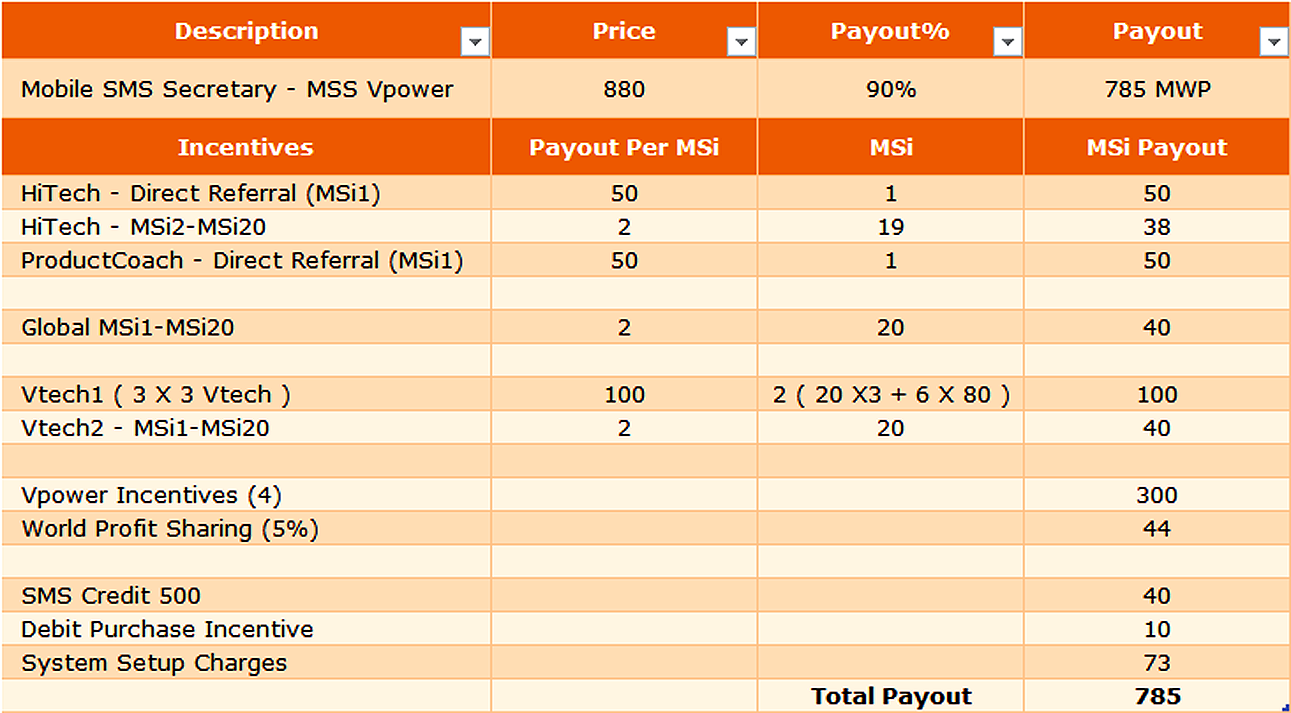 Description Price Payout% Payout
Mobile SMS Secretary - MSS Vpower 880 90% 785 MWP
Incentives Payout Per MSi MSi MSi Payout
HiTech - Direct Referral (MSi1) 50 1 50
HiTech - MSi2-MSi20 2 19 38
ProductCoach - Direct Referral (MSi1) 50 1 50
Global MSi1-MSi20 2 20 40
Vtech1 ( 3 X 3 Vtech ) 100 2 ( 20 X3 + 6 X 80 ) 100
Vtech2 - MSi1-MSi20 2 20 40
Vpower Incentives (4) 300
World Profit Sharing (5%) 44
SMS Credit 500 40
Debit Purchase Incentive 10
System Setup Charges 73
Total Payout 785